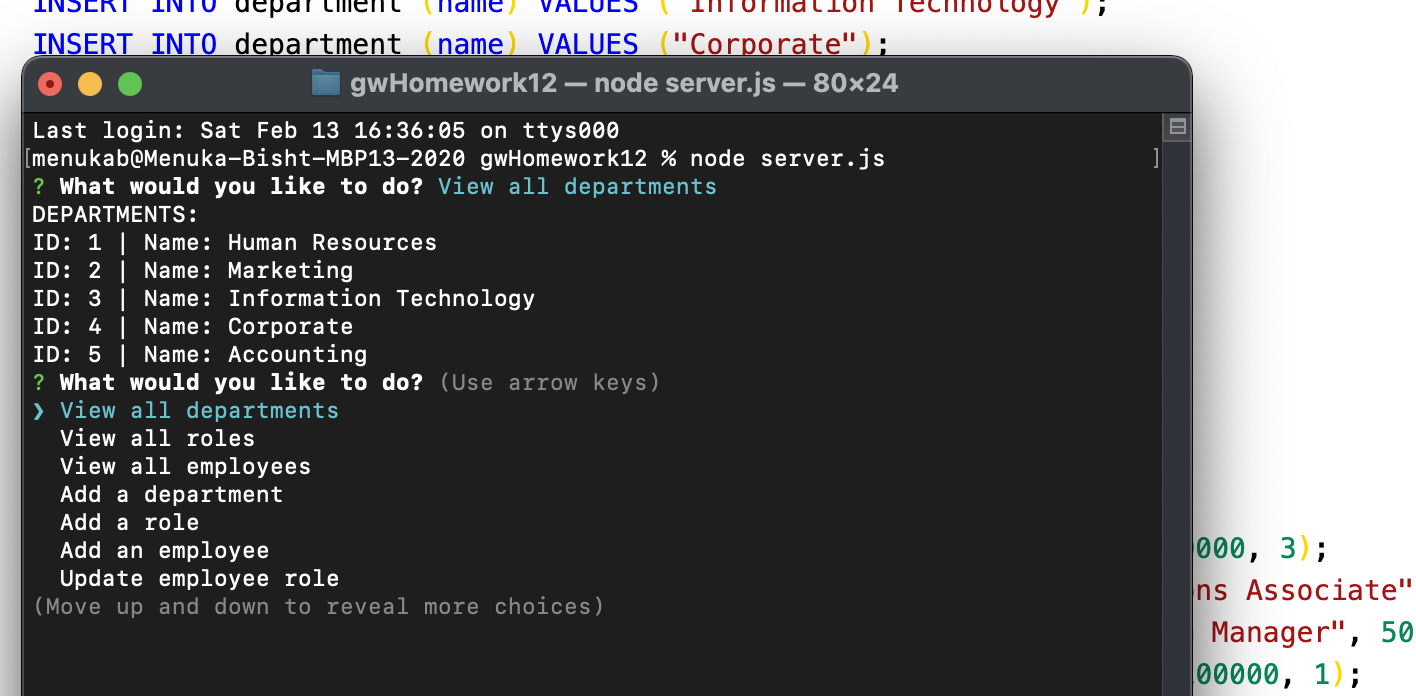 INSERT INTO department (name) VALUES ("Information Technology");
INSERT INTO department (name) VALUES ("Corporate");
gwHomework12 — node server.js — 80×24
Last login: Sat Feb 13 16:36:05 on ttys000
[menukab@Menuka-Bisht-MBP13-2020 gwHomework12 % node server.js ]
? What would you like to do? View all departments
DEPARTMENTS:
ID: 1 | Name: Human Resources
ID: 2 | Name: Marketing
ID: 3 | Name: Information Technology
ID: 4 | Name: Corporate
ID: 5 | Name: Accounting
? What would you like to do? (Use arrow keys)
❯ View all departments
View all roles
View all employees
Add a department
Add a role
Add an employee
Update employee role
(Move up and down to reveal more choices)
000, 3);
ns Associate"
Manager", 50
00000, 1);